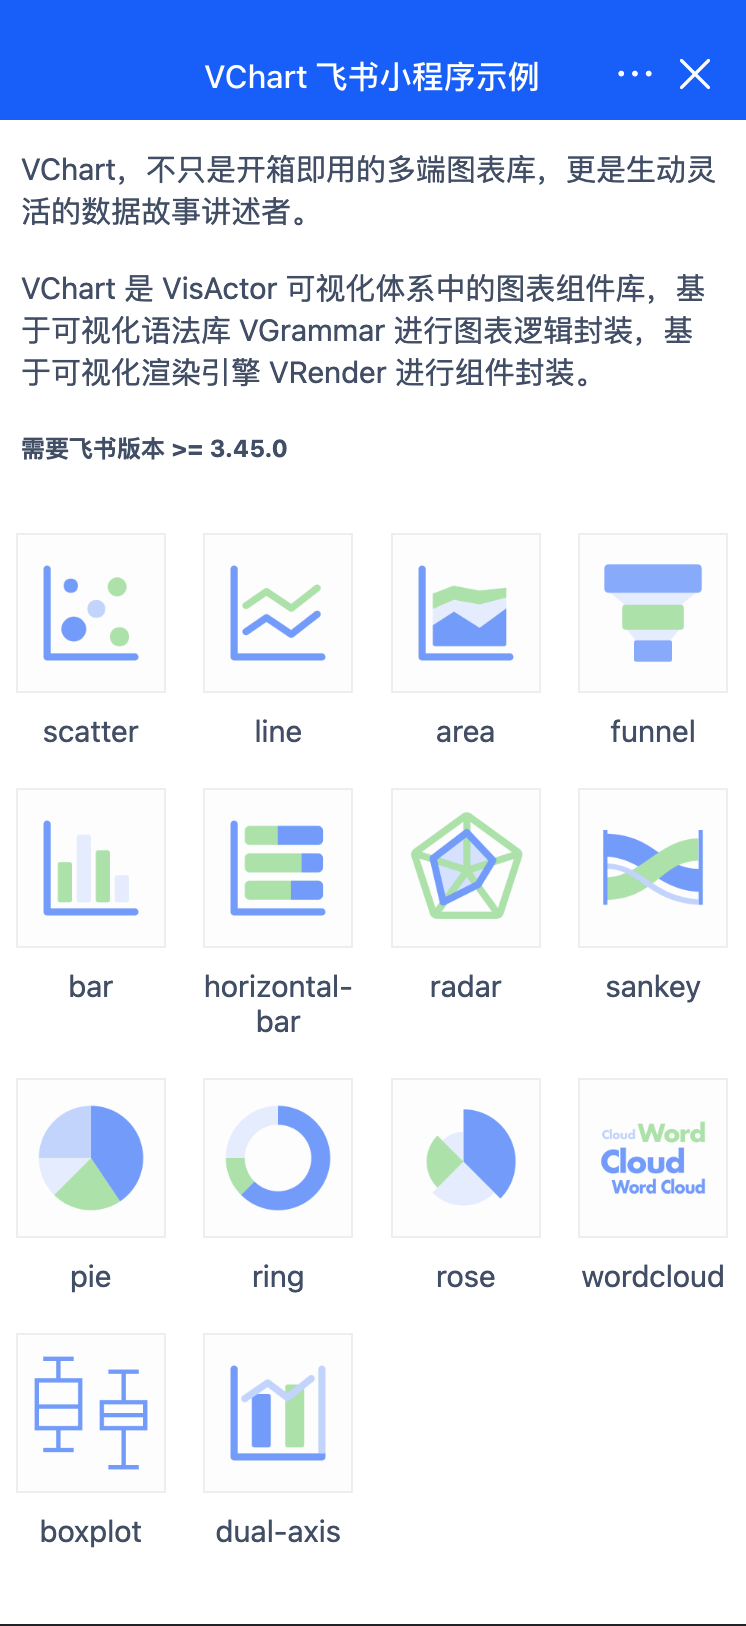 VChart 飞书小程序示例
VChart，不只是开箱即用的多端图表库，更是生动灵
活的数据故事讲述者。
VChart 是 VisActor 可视化体系中的图表组件库，基
于可视化语法库 VGrammar 进行图表逻辑封装，基
于可视化渲染引擎 VRender 进行组件封装。
需要飞书版本 >= 3.45.0
scatter
line
area
funnel
bar
horizontal-
bar
radar
sankey
Cloud Word
Cloud
Word Cloud
pie
ring
rose
wordcloud
boxplot
dual-axis